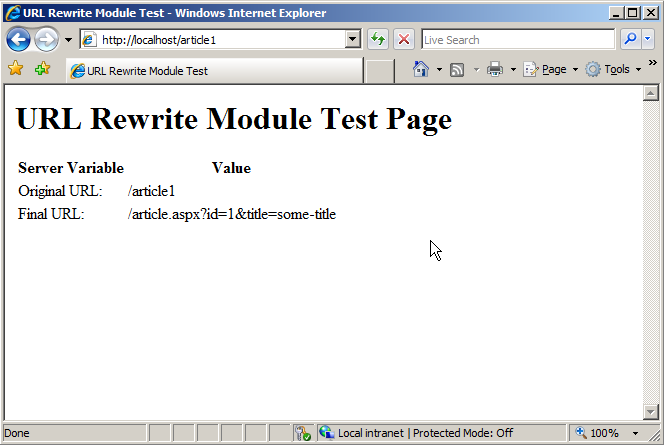 URL Rewrite Module Test - Windows Internet Explorer
http://localhost/article1
Live Search
URL Rewrite Module Test
Page
Tools
URL Rewrite Module Test Page
Server Variable Value
Original URL: /article1
Final URL: /article.aspx?id=1&title=some-title
Done
Local intranet | Protected Mode: Off
100%